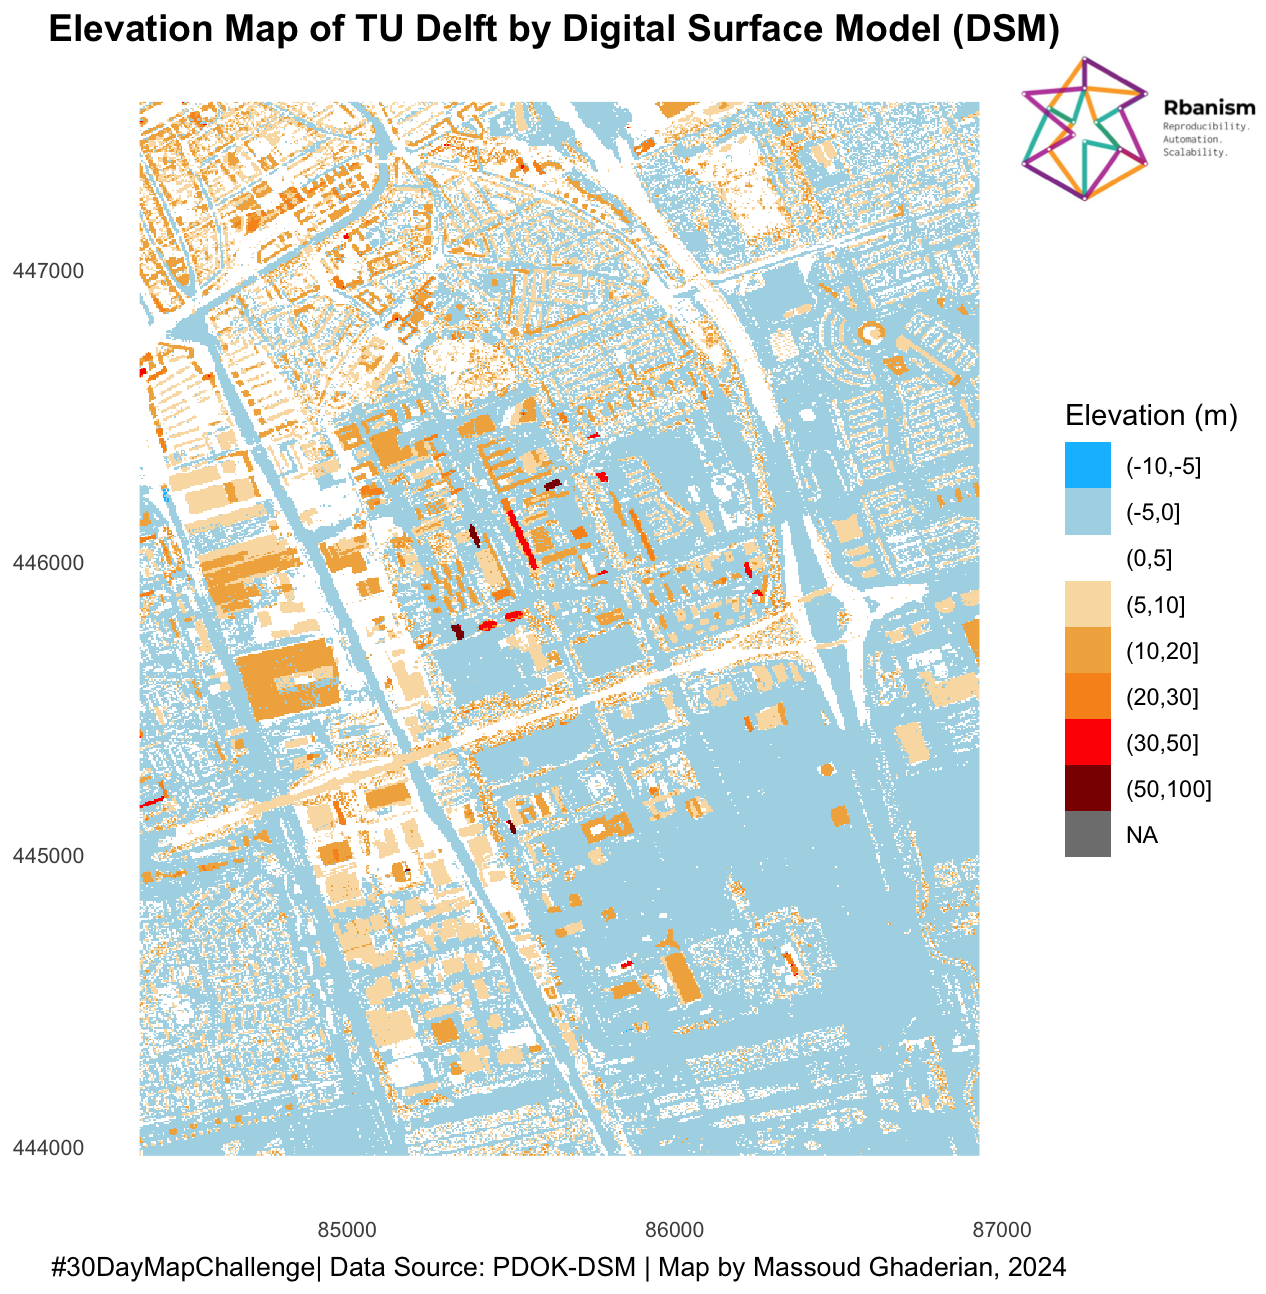 Elevation Map of TU Delft by Digital Surface Model (DSM)
Rbanism
Reproducibility.
Automation.
Scalability.
447000
446000
445000
444000
Elevation (m)
(-10,-5]
(-5,0]
(0,5]
(5,10]
(10,20]
(20,30]
(30,50]
(50,100]
NA
85000 86000 87000
#30DayMapChallenge| Data Source: PDOK-DSM | Map by Massoud Ghaderian, 2024